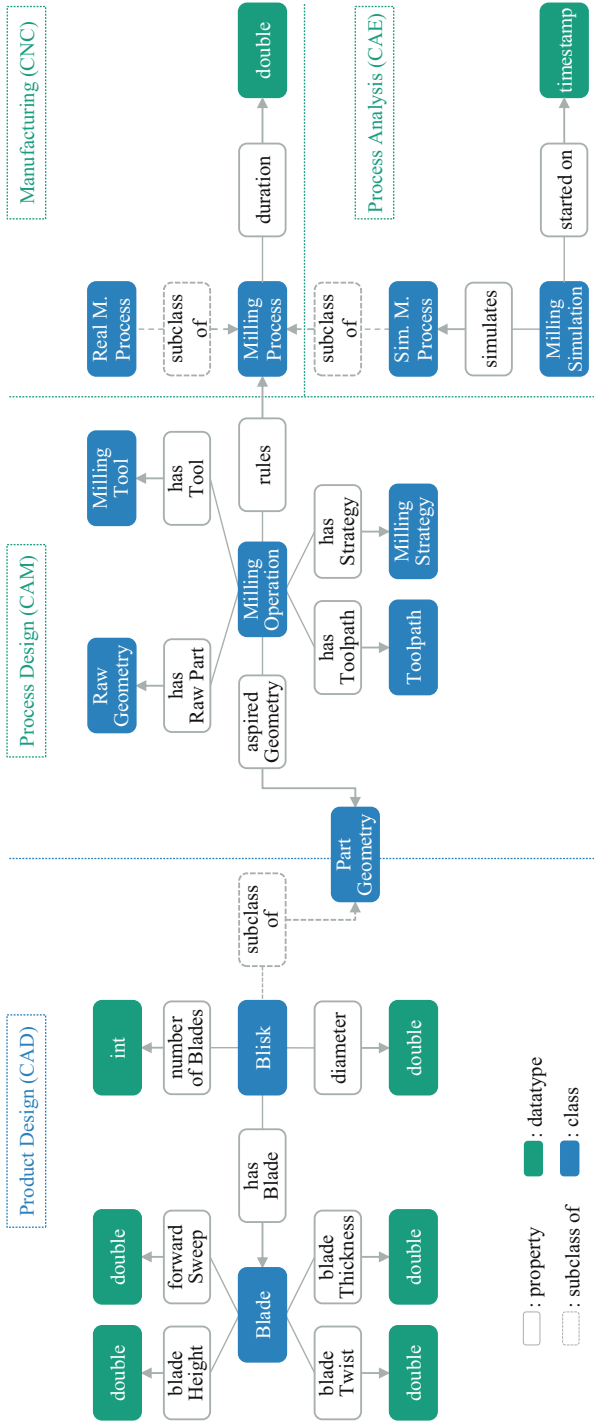 Product Design (CAD)
Process Design (CAM)
Manufacturing (CNC)
double
double
int
Raw
Geometry
Milling
Tool
Real M.
Process
blade
Height
forward
Sweep
number
of Blades
has
Raw Part
has
Tool
subclass
of
Blade
has
Blade
Blisk
subclass
of
aspired
Geometry
Milling
Operation
rules
Milling
Process
duration
double
blade
Twist
blade
Thickness
diameter
Part
Geometry
has
Toolpath
has
Strategy
subclass
of
Process Analysis (CAE)
double
double
double
Toolpath
Milling
Strategy
Sim. M.
Process
simulates
Milling
Simulation
started on
timestamp
: property
: datatype
: subclass of
: class